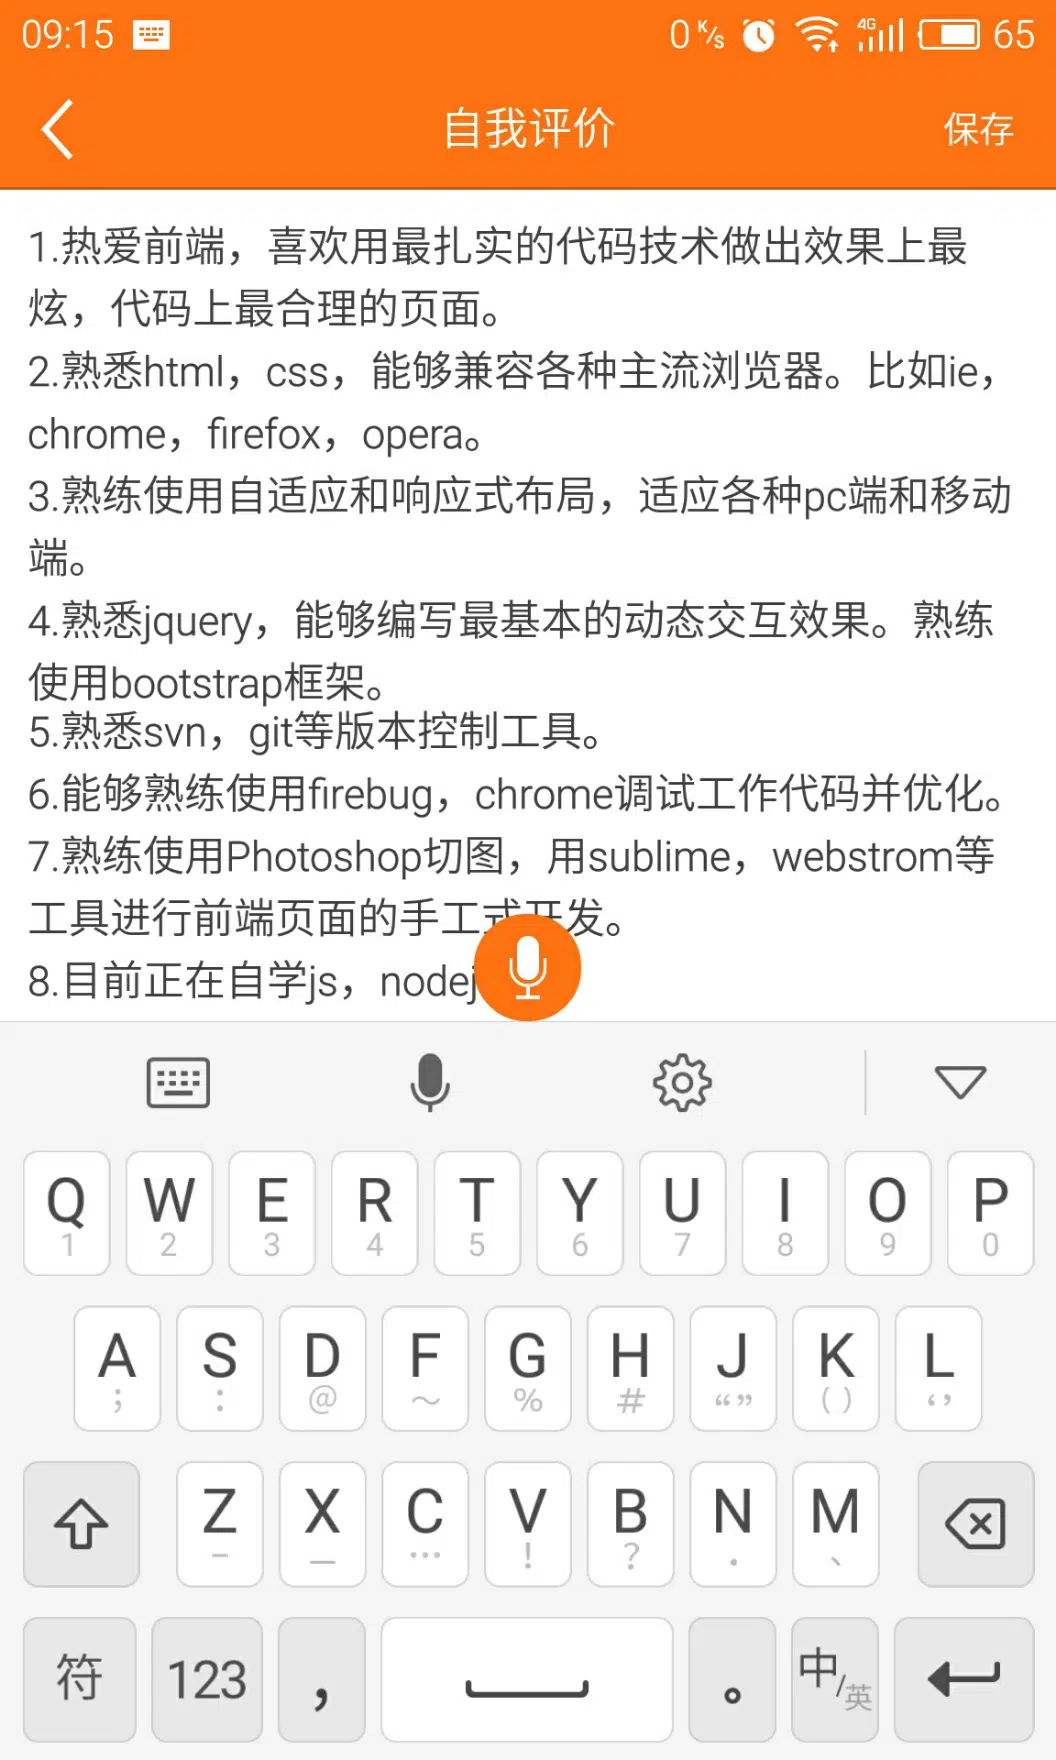 09:15 0 K/s 4G 65
自我评价 保存
1.热爱前端，喜欢用最扎实的代码技术做出效果上最
炫，代码上最合理的页面。
2.熟悉html，css，能够兼容各种主流浏览器。比如ie，
chrome，firefox，opera。
3.熟练使用自适应和响应式布局，适应各种pc端和移动
端。
4.熟悉jquery，能够编写最基本的动态交互效果。熟练
使用bootstrap框架。
5.熟悉svn，git等版本控制工具。
6.能够熟练使用firebug，chrome调试工作代码并优化。
7.熟练使用Photoshop切图，用sublime，webstrom等
工具进行前端页面的手工式开发。
8.目前正在自学js，nodej
Q W E R T Y U I O P
1 2 3 4 5 6 7 8 9 0
A S D F G H J K L
; : @ ～ % # “” () ‘’
Z X C V B N M
– — … ! ? · 、
符 123 ， 。 中/英